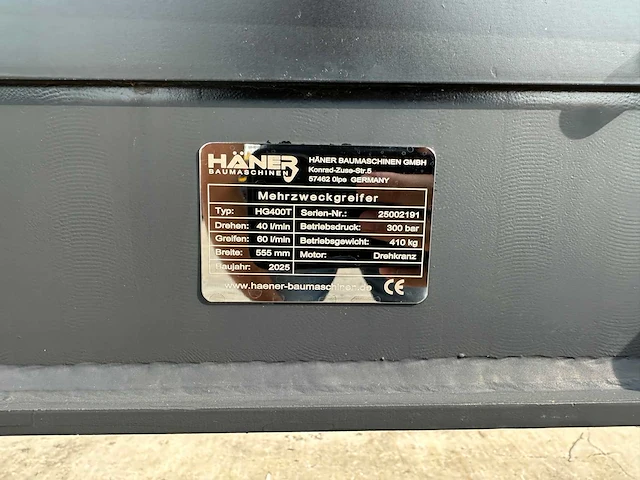 HÄNER
BAUMASCHINEN
HÄNER BAUMASCHINEN GMBH
Konrad-Zuse-Str.5
57462 Olpe GERMANY
Mehrzweckgreifer
Typ: HG400T Serien-Nr.: 25002191
Drehen: 40 l/min Betriebsdruck: 300 bar
Greifen: 60 l/min Betriebsgewicht: 410 kg
Breite: 555 mm Motor: Drehkranz
Baujahr: 2025
www.haener-baumaschinen.de CE